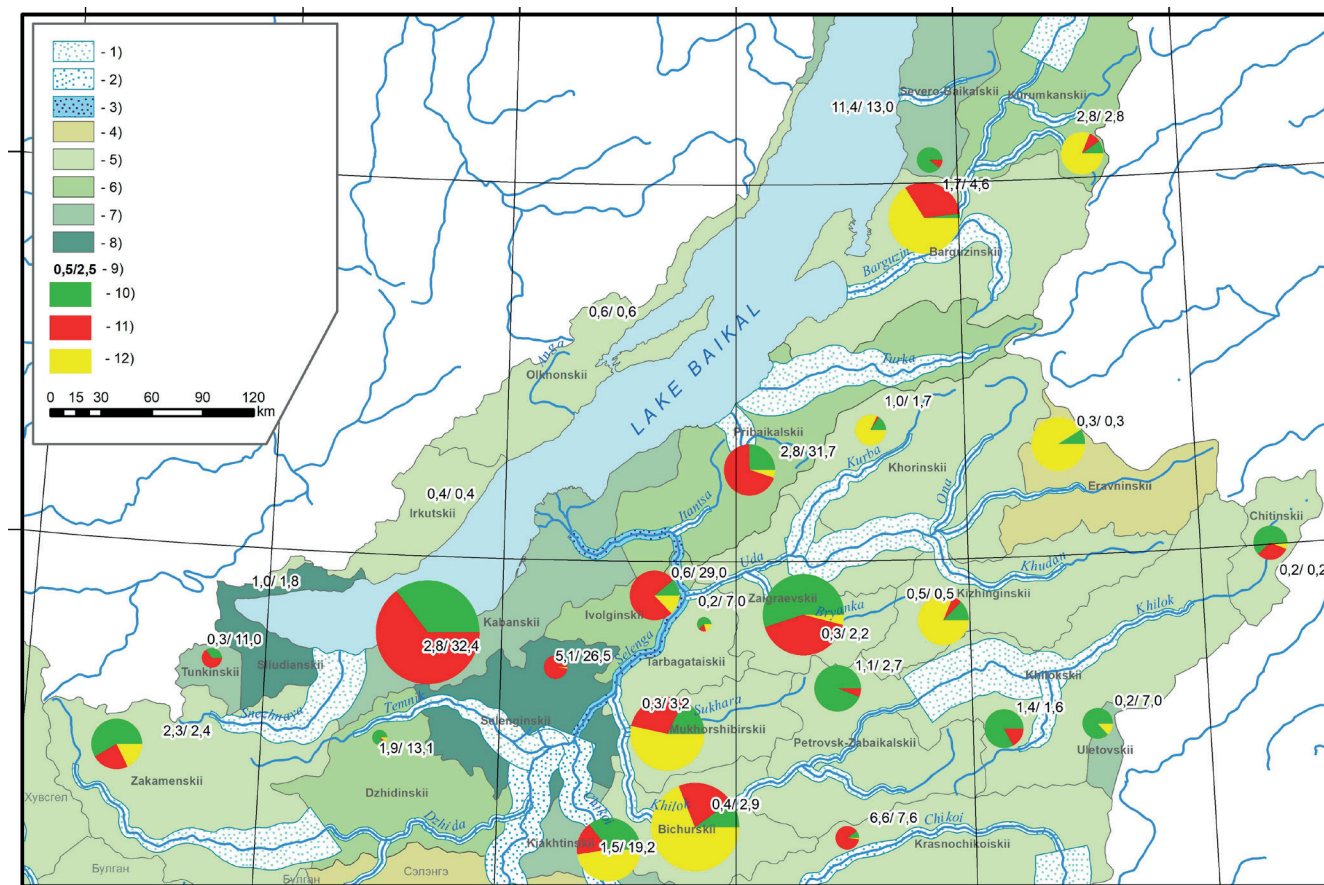 - 1)
- 2)
- 3)
- 4)
- 5)
- 6)
- 7)
- 8)
0,5/2,5 - 9)
- 10)
- 11)
- 12)
0 15 30 60 90 120
km
Severo-Baikalskii
Kurumkanskii
11,4/ 13,0
2,8/ 2,8
1,7/ 4,6
Barguzin
Barguzinskii
0,6/ 0,6
Anga
Olkhonskii
LAKE BAIKAL
Turka
1,0/ 1,7
0,3/ 0,3
Pribaikalskii
2,8/ 31,7
Kurba
Khorinskii
Ona
Eravninskii
0,4/ 0,4
Irkutskii
Itantsa
Chitinskii
Uda
Khudan
0,2/ 0,2
1,0/ 1,8
0,6/ 29,0
Zaigraevskii
0,5/ 0,5
Kizhinginskii
Khilok
Kabanskii
Ivolginskii
0,2/ 7,0
Bryanka
0,3/ 2,2
0,3/ 11,0
2,8/ 32,4
5,1/ 26,5
Selenga
Tarbagataiskii
1,1/ 2,7
Tunkinskii
Sliudianskii
Khilokskii
Snezhnaya
Temnik
Selenginskii
0,3/ 3,2
Sukhara
Mukhorshibirskii
1,4/ 1,6
0,2/ 7,0
2,3/ 2,4
1,9/ 13,1
Petrovsk-Zabaikalskii
Uletovskii
Zakamenskii
Dzhidinskii
Хувсгел
Chikoi
Khilok
0,4/ 2,9
Bichurskii
6,6/ 7,6
Chikoi
Dzhida
Kjakhtinskii
1,5/ 19,2
Krasnochikoiskii
Булган
Булган
Сэлэнгэ